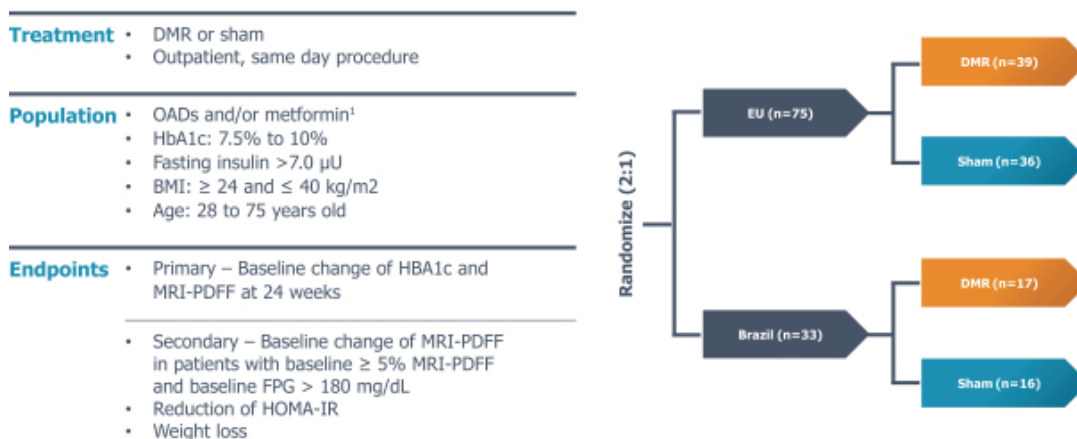 Treatment
• DMR or sham
• Outpatient, same day procedure
Population
• OADs and/or metformin¹
• HbA1c: 7.5% to 10%
• Fasting insulin >7.0 µU
• BMI: ≥ 24 and ≤ 40 kg/m2
• Age: 28 to 75 years old
Endpoints
• Primary – Baseline change of HBA1c and
MRI-PDFF at 24 weeks
• Secondary – Baseline change of MRI-PDFF
in patients with baseline ≥ 5% MRI-PDFF
and baseline FPG > 180 mg/dL
• Reduction of HOMA-IR
• Weight loss
Randomize (2:1)
EU (n=75)
DMR (n=39)
Sham (n=36)
Brazil (n=33)
DMR (n=17)
Sham (n=16)